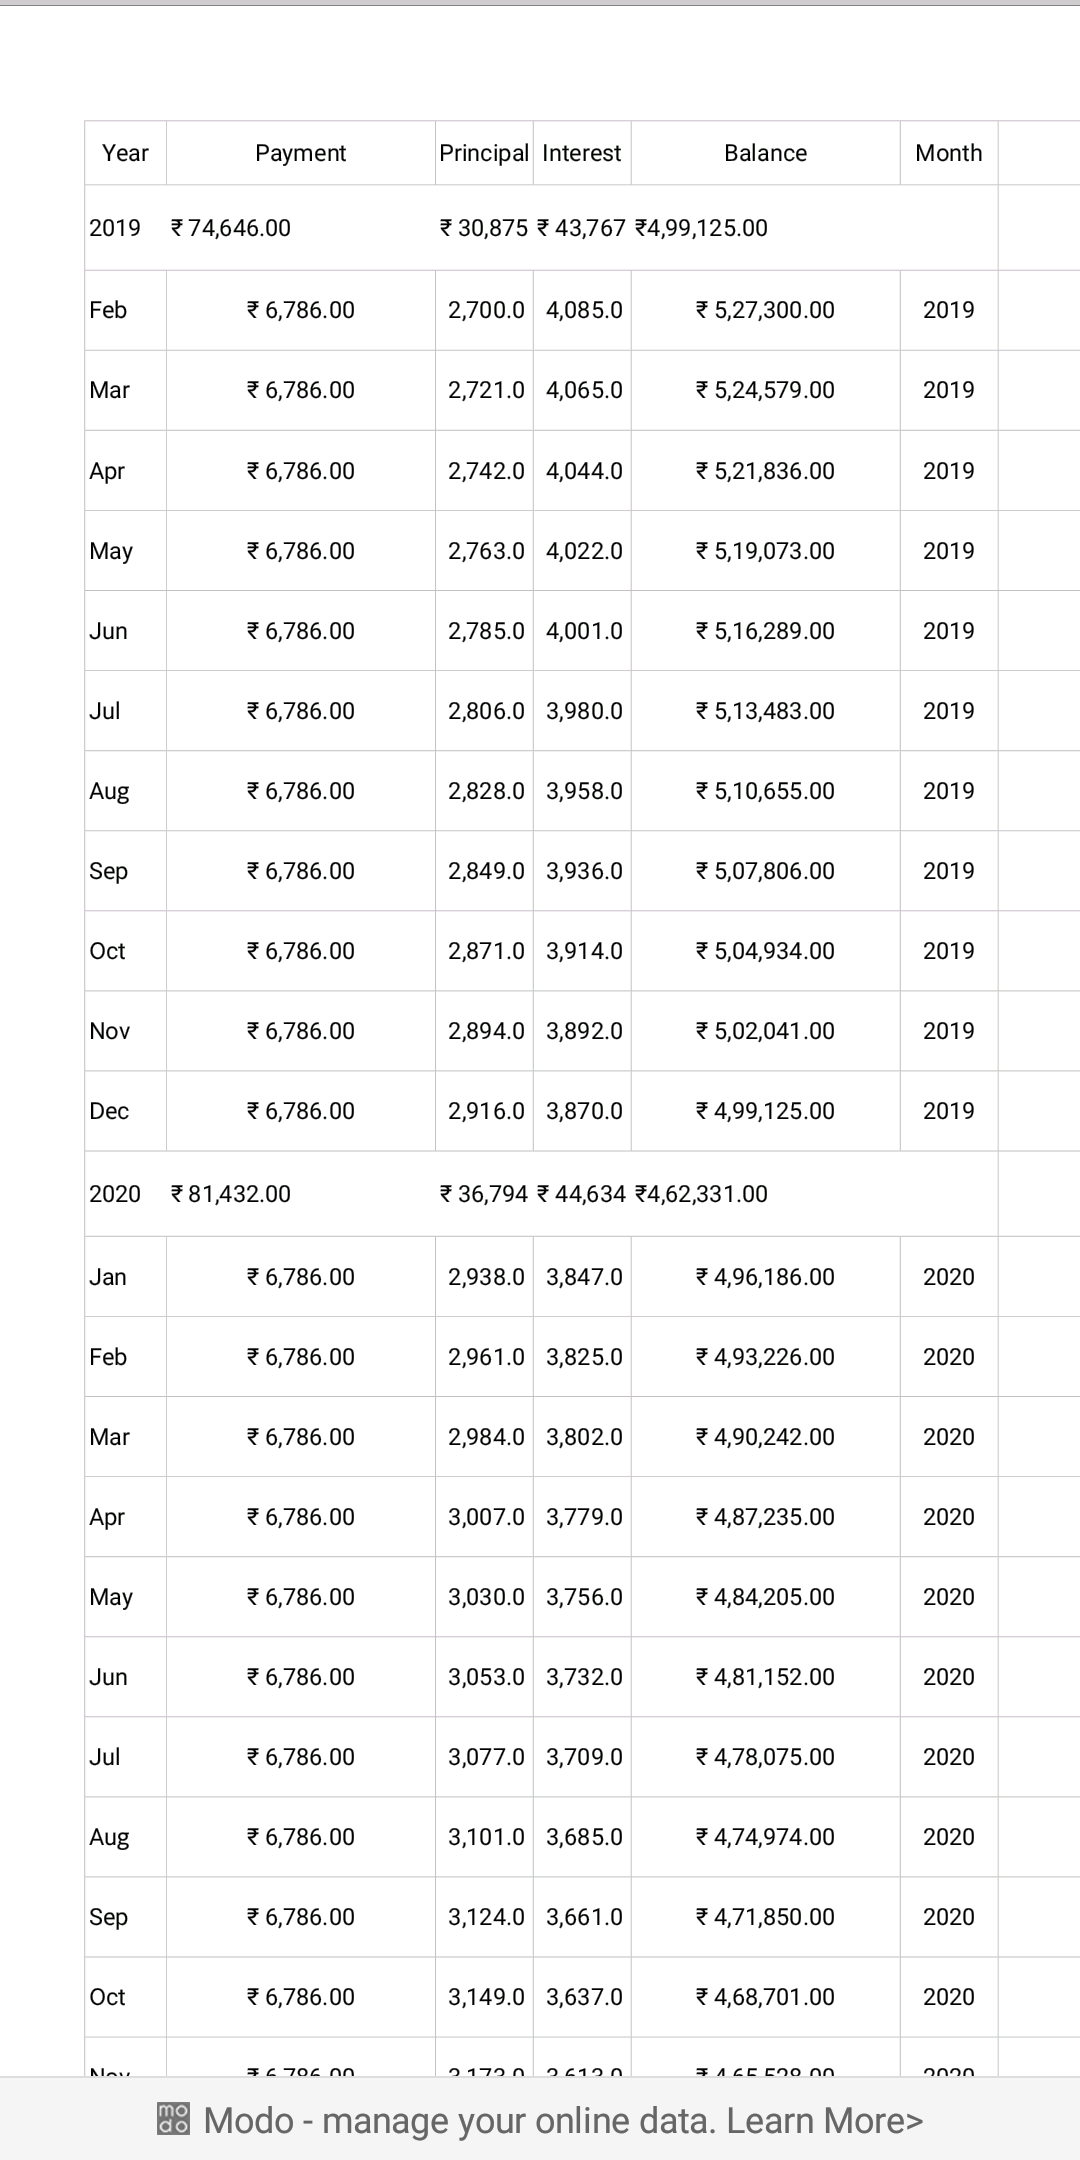 Year Payment Principal Interest Balance Month
2019 ₹ 74,646.00 ₹ 30,875 ₹ 43,767 ₹4,99,125.00
Feb ₹ 6,786.00 2,700.0 4,085.0 ₹ 5,27,300.00 2019
Mar ₹ 6,786.00 2,721.0 4,065.0 ₹ 5,24,579.00 2019
Apr ₹ 6,786.00 2,742.0 4,044.0 ₹ 5,21,836.00 2019
May ₹ 6,786.00 2,763.0 4,022.0 ₹ 5,19,073.00 2019
Jun ₹ 6,786.00 2,785.0 4,001.0 ₹ 5,16,289.00 2019
Jul ₹ 6,786.00 2,806.0 3,980.0 ₹ 5,13,483.00 2019
Aug ₹ 6,786.00 2,828.0 3,958.0 ₹ 5,10,655.00 2019
Sep ₹ 6,786.00 2,849.0 3,936.0 ₹ 5,07,806.00 2019
Oct ₹ 6,786.00 2,871.0 3,914.0 ₹ 5,04,934.00 2019
Nov ₹ 6,786.00 2,894.0 3,892.0 ₹ 5,02,041.00 2019
Dec ₹ 6,786.00 2,916.0 3,870.0 ₹ 4,99,125.00 2019
2020 ₹ 81,432.00 ₹ 36,794 ₹ 44,634 ₹4,62,331.00
Jan ₹ 6,786.00 2,938.0 3,847.0 ₹ 4,96,186.00 2020
Feb ₹ 6,786.00 2,961.0 3,825.0 ₹ 4,93,226.00 2020
Mar ₹ 6,786.00 2,984.0 3,802.0 ₹ 4,90,242.00 2020
Apr ₹ 6,786.00 3,007.0 3,779.0 ₹ 4,87,235.00 2020
May ₹ 6,786.00 3,030.0 3,756.0 ₹ 4,84,205.00 2020
Jun ₹ 6,786.00 3,053.0 3,732.0 ₹ 4,81,152.00 2020
Jul ₹ 6,786.00 3,077.0 3,709.0 ₹ 4,78,075.00 2020
Aug ₹ 6,786.00 3,101.0 3,685.0 ₹ 4,74,974.00 2020
Sep ₹ 6,786.00 3,124.0 3,661.0 ₹ 4,71,850.00 2020
Oct ₹ 6,786.00 3,149.0 3,637.0 ₹ 4,68,701.00 2020
modo Modo - manage your online data. Learn More>